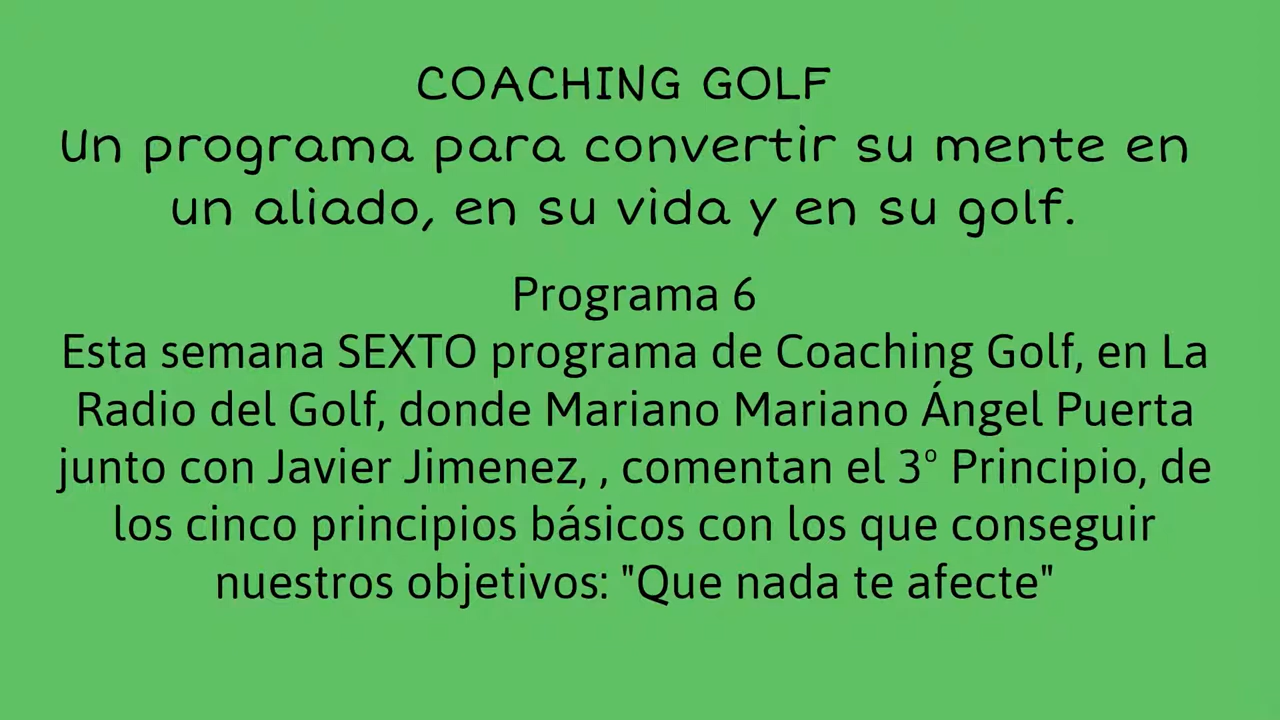 COACHING GOLF
Un programa para convertir su mente en
un aliado, en su vida y en su golf.
Programa 6
Esta semana SEXTO programa de Coaching Golf, en La
Radio del Golf, donde Mariano Mariano Ángel Puerta
junto con Javier Jimenez, , comentan el 3º Principio, de
los cinco principios básicos con los que conseguir
nuestros objetivos: "Que nada te afecte"